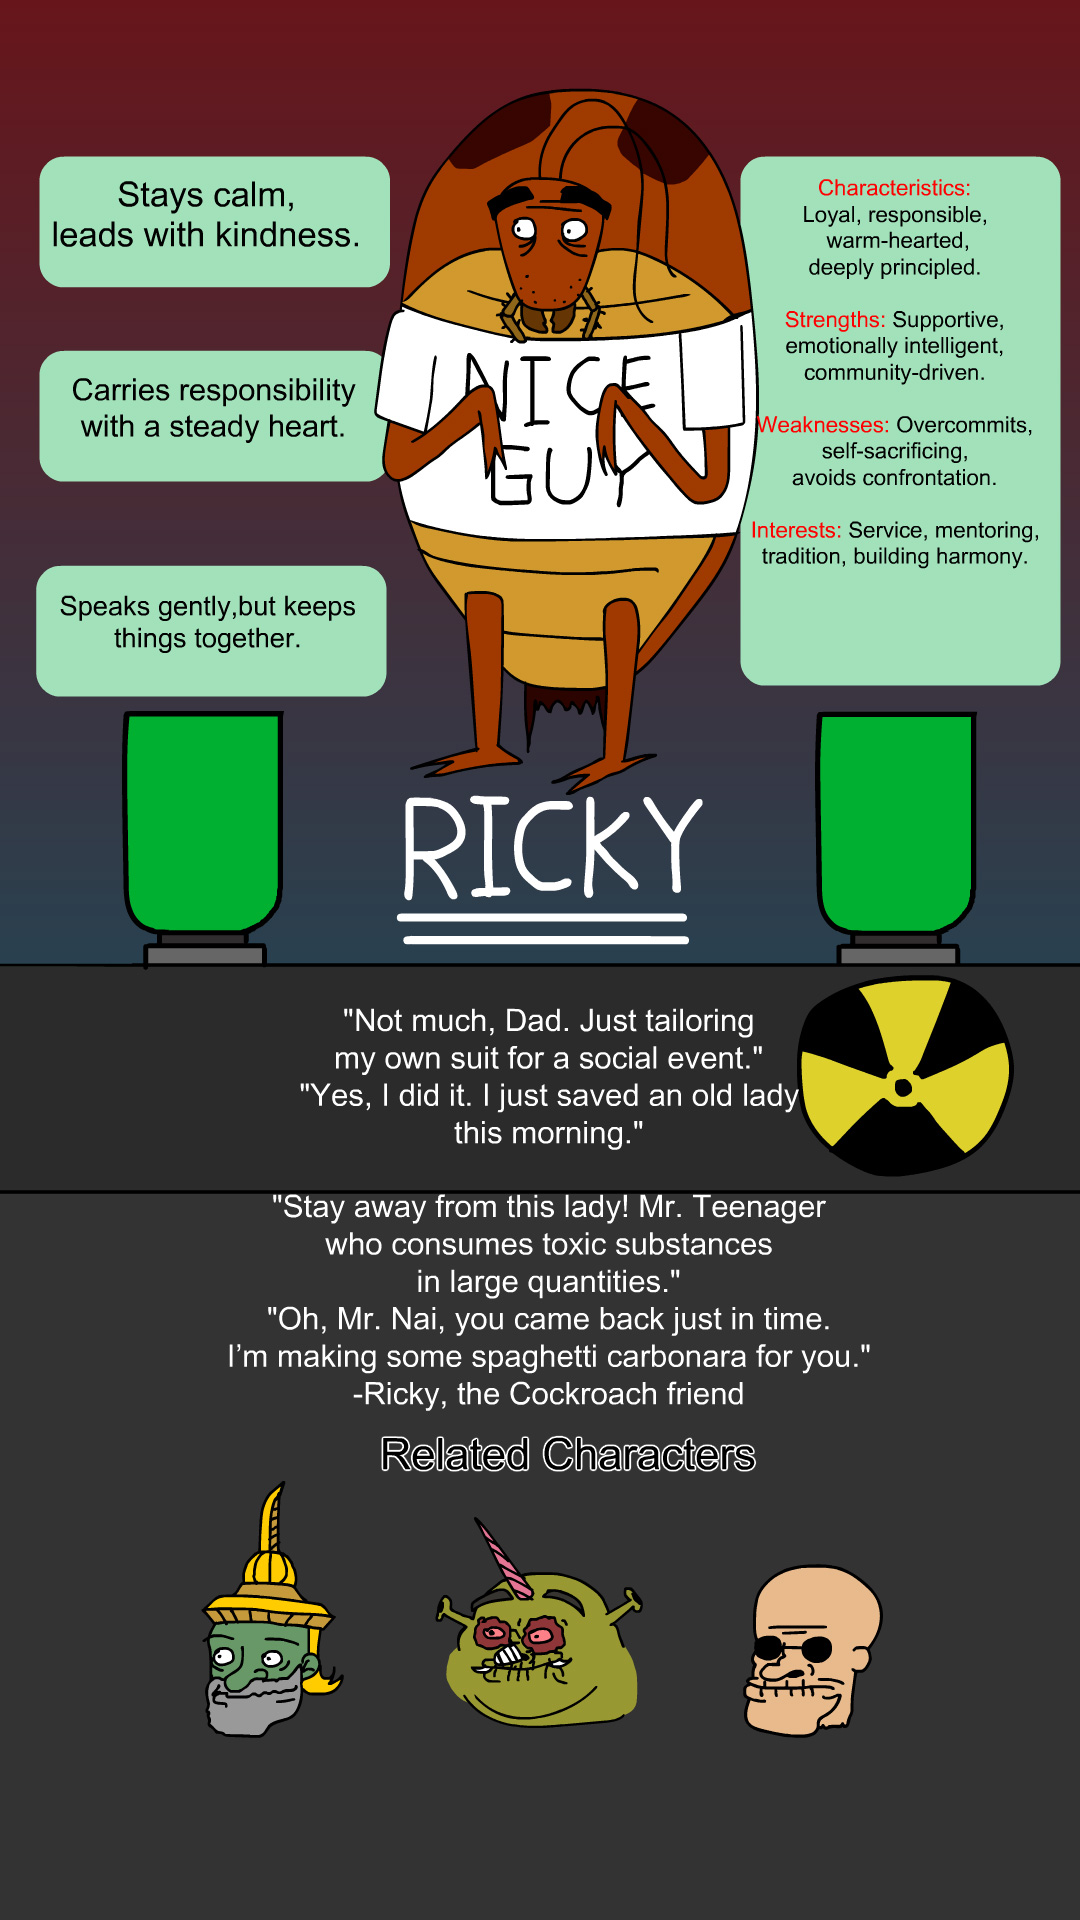 Stays calm,
leads with kindness.
Carries responsibility
with a steady heart.
Speaks gently,but keeps
things together.
NICE
GUY
Characteristics:
Loyal, responsible,
warm-hearted,
deeply principled.
Strengths: Supportive,
emotionally intelligent,
community-driven.
Weaknesses: Overcommits,
self-sacrificing,
avoids confrontation.
Interests: Service, mentoring,
tradition, building harmony.
RICKY
"Not much, Dad. Just tailoring
my own suit for a social event."
"Yes, I did it. I just saved an old lady
this morning."
"Stay away from this lady! Mr. Teenager
who consumes toxic substances
in large quantities."
"Oh, Mr. Nai, you came back just in time.
I’m making some spaghetti carbonara for you."
-Ricky, the Cockroach friend
Related Characters